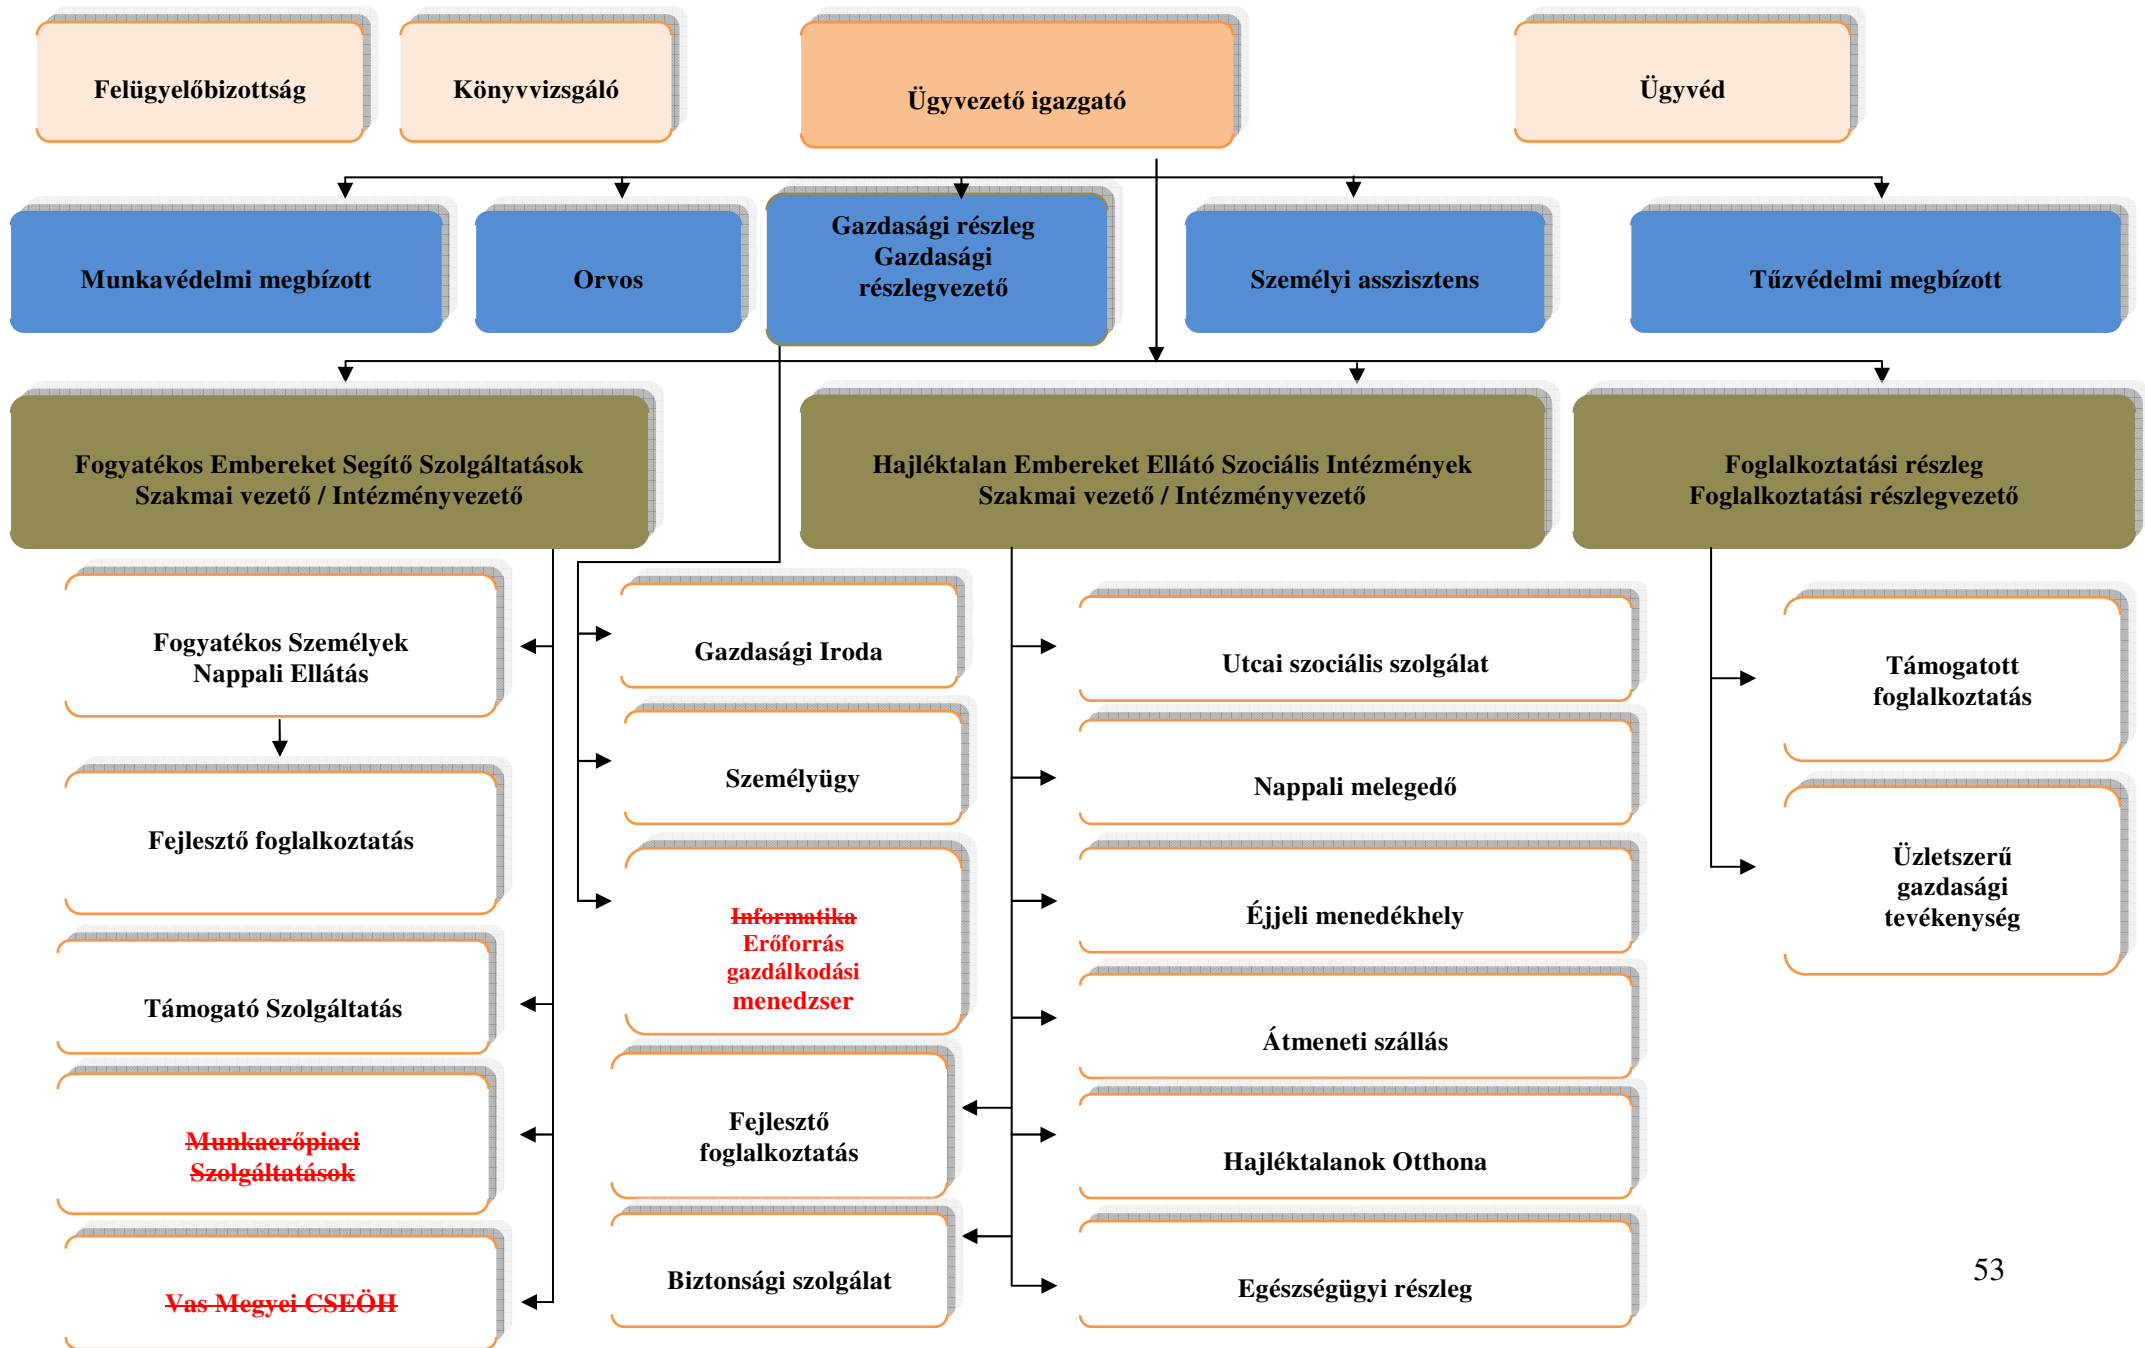 Felügyelőbizottság
Könyvvizsgáló
Ügyvezető igazgató
Ügyvéd
Munkavédelmi megbízott
Orvos
Gazdasági részleg
Gazdasági
részlegvezető
Személyi asszisztens
Tűzvédelmi megbízott
Fogyatékos Embereket Segítő Szolgáltatások
Szakmai vezető / Intézményvezető
Hajléktalan Embereket Ellátó Szociális Intézmények
Szakmai vezető / Intézményvezető
Foglalkoztatási részleg
Foglalkoztatási részlegvezető
Fogyatékos Személyek
Nappali Ellátás
Fejlesztő foglalkoztatás
Támogató Szolgáltatás
Munkaerőpiaci
Szolgáltatások
Vas Megyei CSEÖH
Gazdasági Iroda
Személyügy
Informatika
Erőforrás
gazdálkodási
menedzser
Fejlesztő
foglalkoztatás
Biztonsági szolgálat
Utcai szociális szolgálat
Nappali melegedő
Éjjeli menedékhely
Átmeneti szállás
Hajléktalanok Otthona
Egészségügyi részleg
Támogatott
foglalkoztatás
Üzletszerű
gazdasági
tevékenység
53